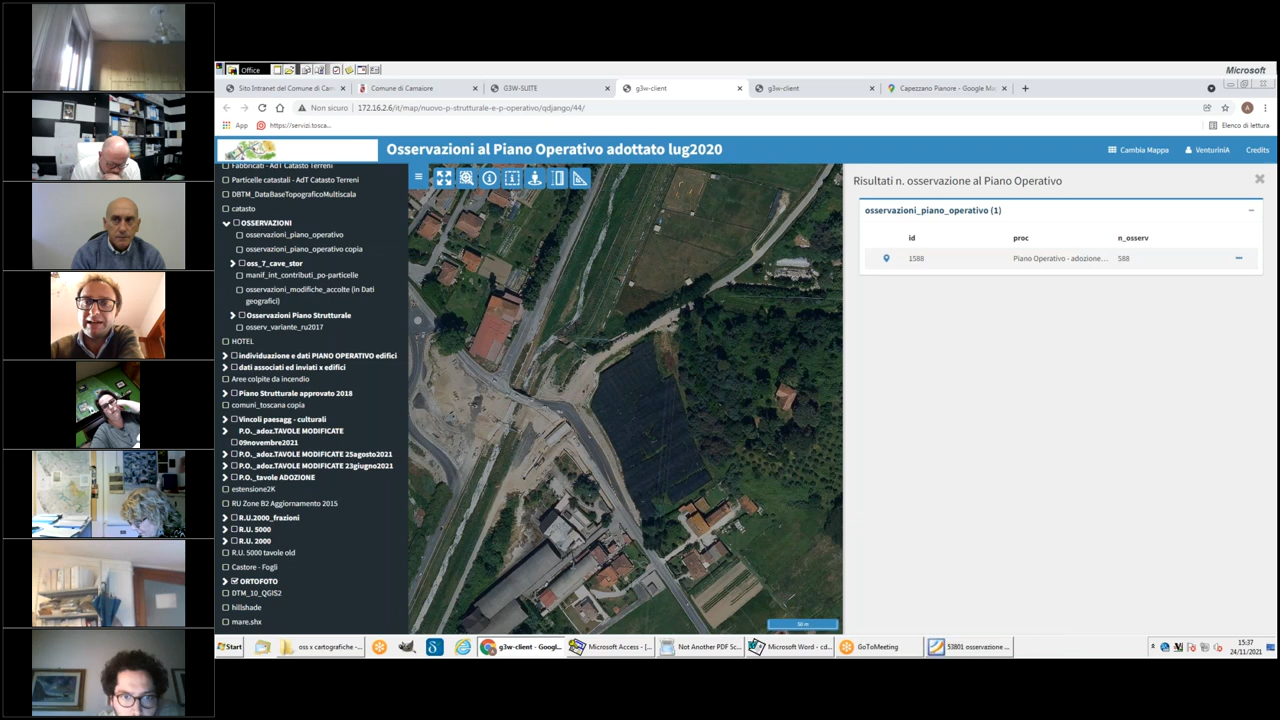 Office
Microsoft
Sito Intranet del Comune di Cam
Comune di Camaiore
G3W-SUITE
g3w-client
g3w-client
Capezzano Pianore - Google Ma
Non sicuro
172.16.2.6/it/map/nuovo-p-strutturale-e-p-operativo/qdjango/44/
App
https://servizi.tosca...
Elenco di lettura
Osservazioni al Piano Operativo adottato lug2020
Cambia Mappa
VenturiniA
Credits
Fabbricati - AdT Catasto Terreni
Particelle catastali - AdT Catasto Terreni
DBTM_DataBaseTopograficoMultiscala
catasto
OSSERVAZIONI
osservazioni_piano_operativo
osservazioni_piano_operativo copia
oss_7_cave_stor
manif_int_contributi_po-particelle
osservazioni_modifiche_accolte (in Dati
geografici)
Osservazioni Piano Strutturale
osserv_variante_ru2017
HOTEL
individuazione e dati PIANO OPERATIVO edifici
dati associati ed inviati x edifici
Aree colpite da incendio
Piano Strutturale approvato 2018
comuni_toscana copia
Vincoli paesagg - culturali
P.O._adoz.TAVOLE MODIFICATE
09novembre2021
P.O._adoz.TAVOLE MODIFICATE 25agosto2021
P.O._adoz.TAVOLE MODIFICATE 23giugno2021
P.O._tavole ADOZIONE
estensione2K
RU Zone B2 Aggiornamento 2015
R.U.2000_frazioni
R.U. 5000
R.U. 2000
R.U. 5000 tavole old
Castore - Fogli
ORTOFOTO
DTM_10_QGIS2
hillshade
mare.shx
50 m
Risultati n. osservazione al Piano Operativo
osservazioni_piano_operativo (1)
id proc n_osserv
1588 Piano Operativo - adozione... 588
Start
oss x cartografiche -...
g3w-client - Googl...
Microsoft Access - [...
Not Another PDF Sc...
Microsoft Word - cd...
GoToMeeting
53801 osservazione ...
15:37
24/11/2021